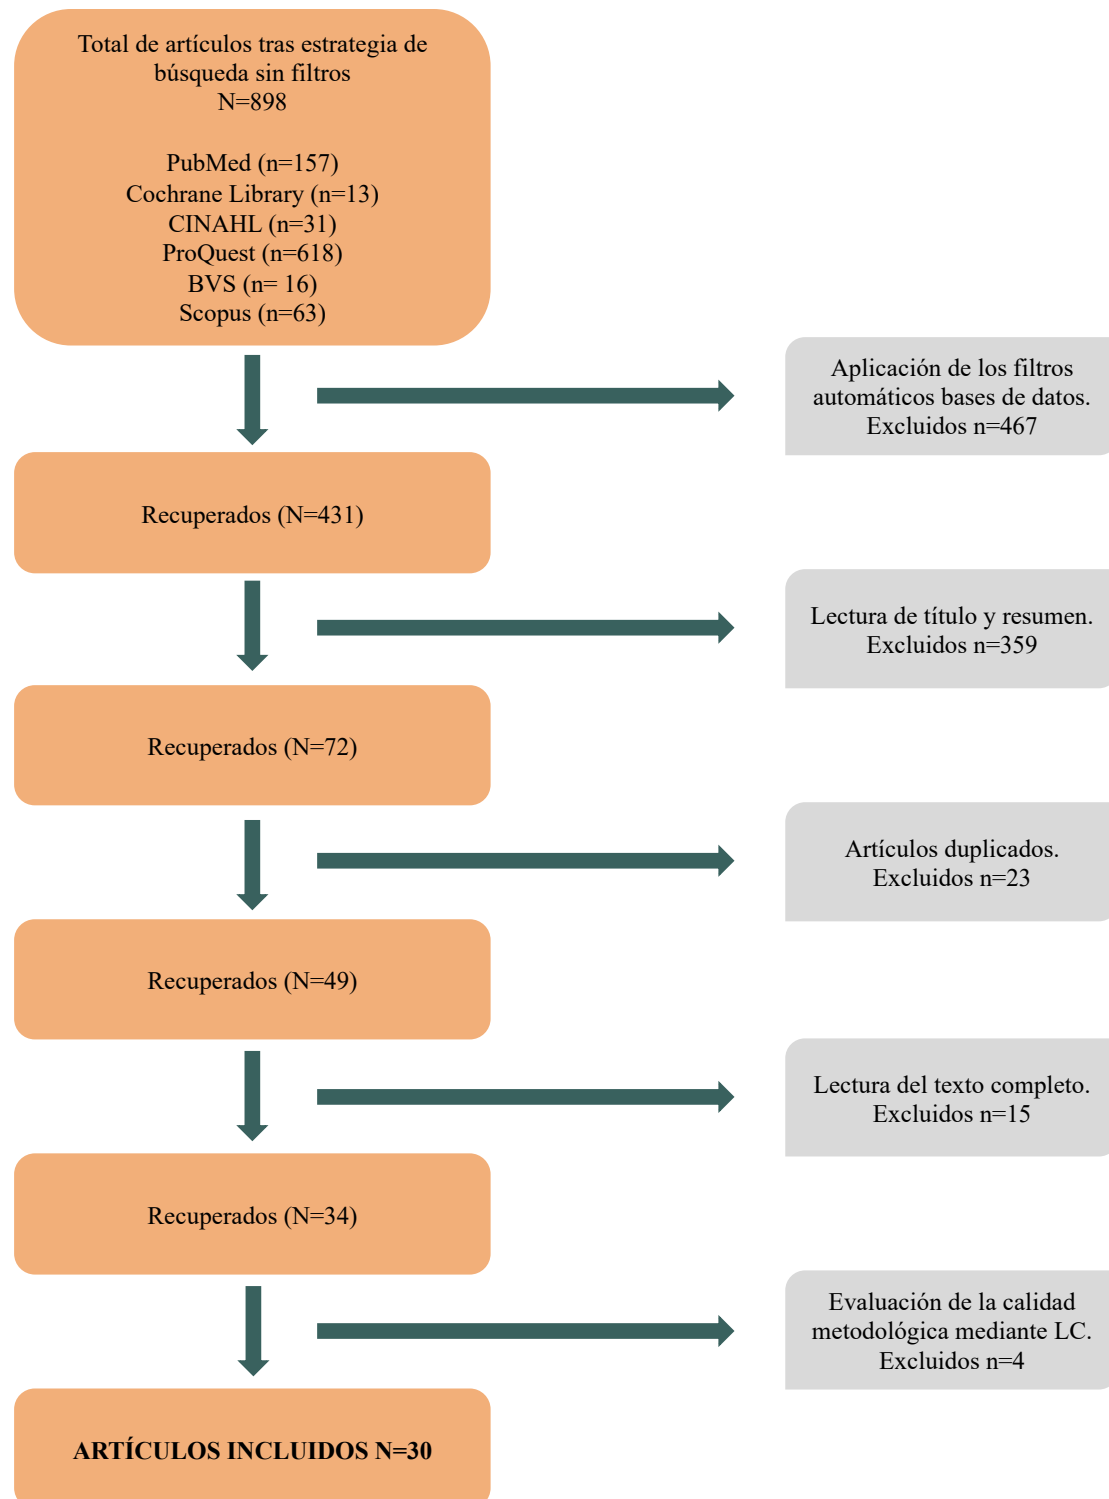 Total de artículos tras estrategia de
búsqueda sin filtros
N=898
PubMed (n=157)
Cochrane Library (n=13)
CINAHL (n=31)
ProQuest (n=618)
BVS (n= 16)
Scopus (n=63)
Aplicación de los filtros
automáticos bases de datos.
Excluidos n=467
Recuperados (N=431)
Lectura de título y resumen.
Excluidos n=359
Recuperados (N=72)
Artículos duplicados.
Excluidos n=23
Recuperados (N=49)
Lectura del texto completo.
Excluidos n=15
Recuperados (N=34)
Evaluación de la calidad
metodológica mediante LC.
Excluidos n=4
ARTÍCULOS INCLUIDOS N=30